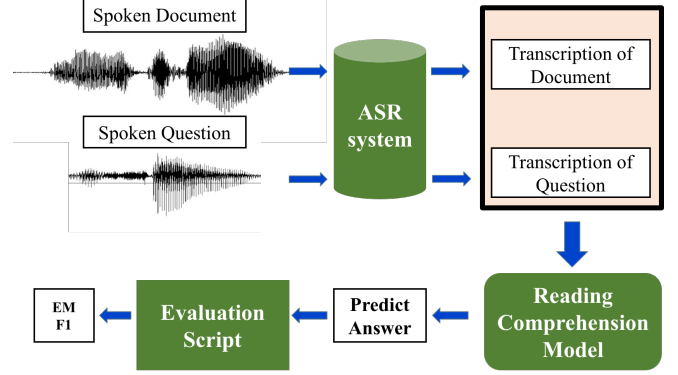 Spoken Document
Spoken Question
ASR
system
Transcription of
Document
Transcription of
Question
Reading
Comprehension
Model
Predict
Answer
Evaluation
Script
EM
F1